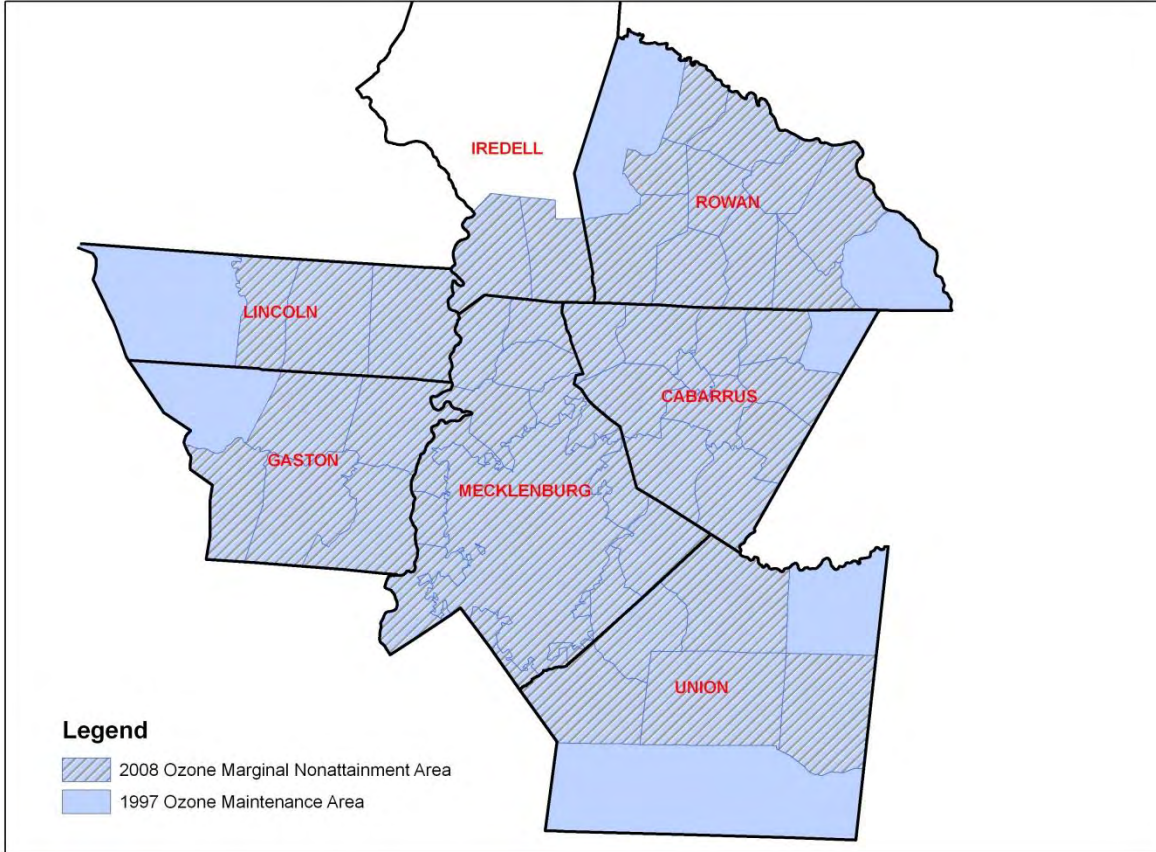 IREDELL
ROWAN
LINCOLN
CABARRUS
GASTON
MECKLENBURG
UNION
Legend
2008 Ozone Marginal Nonattainment Area
1997 Ozone Maintenance Area